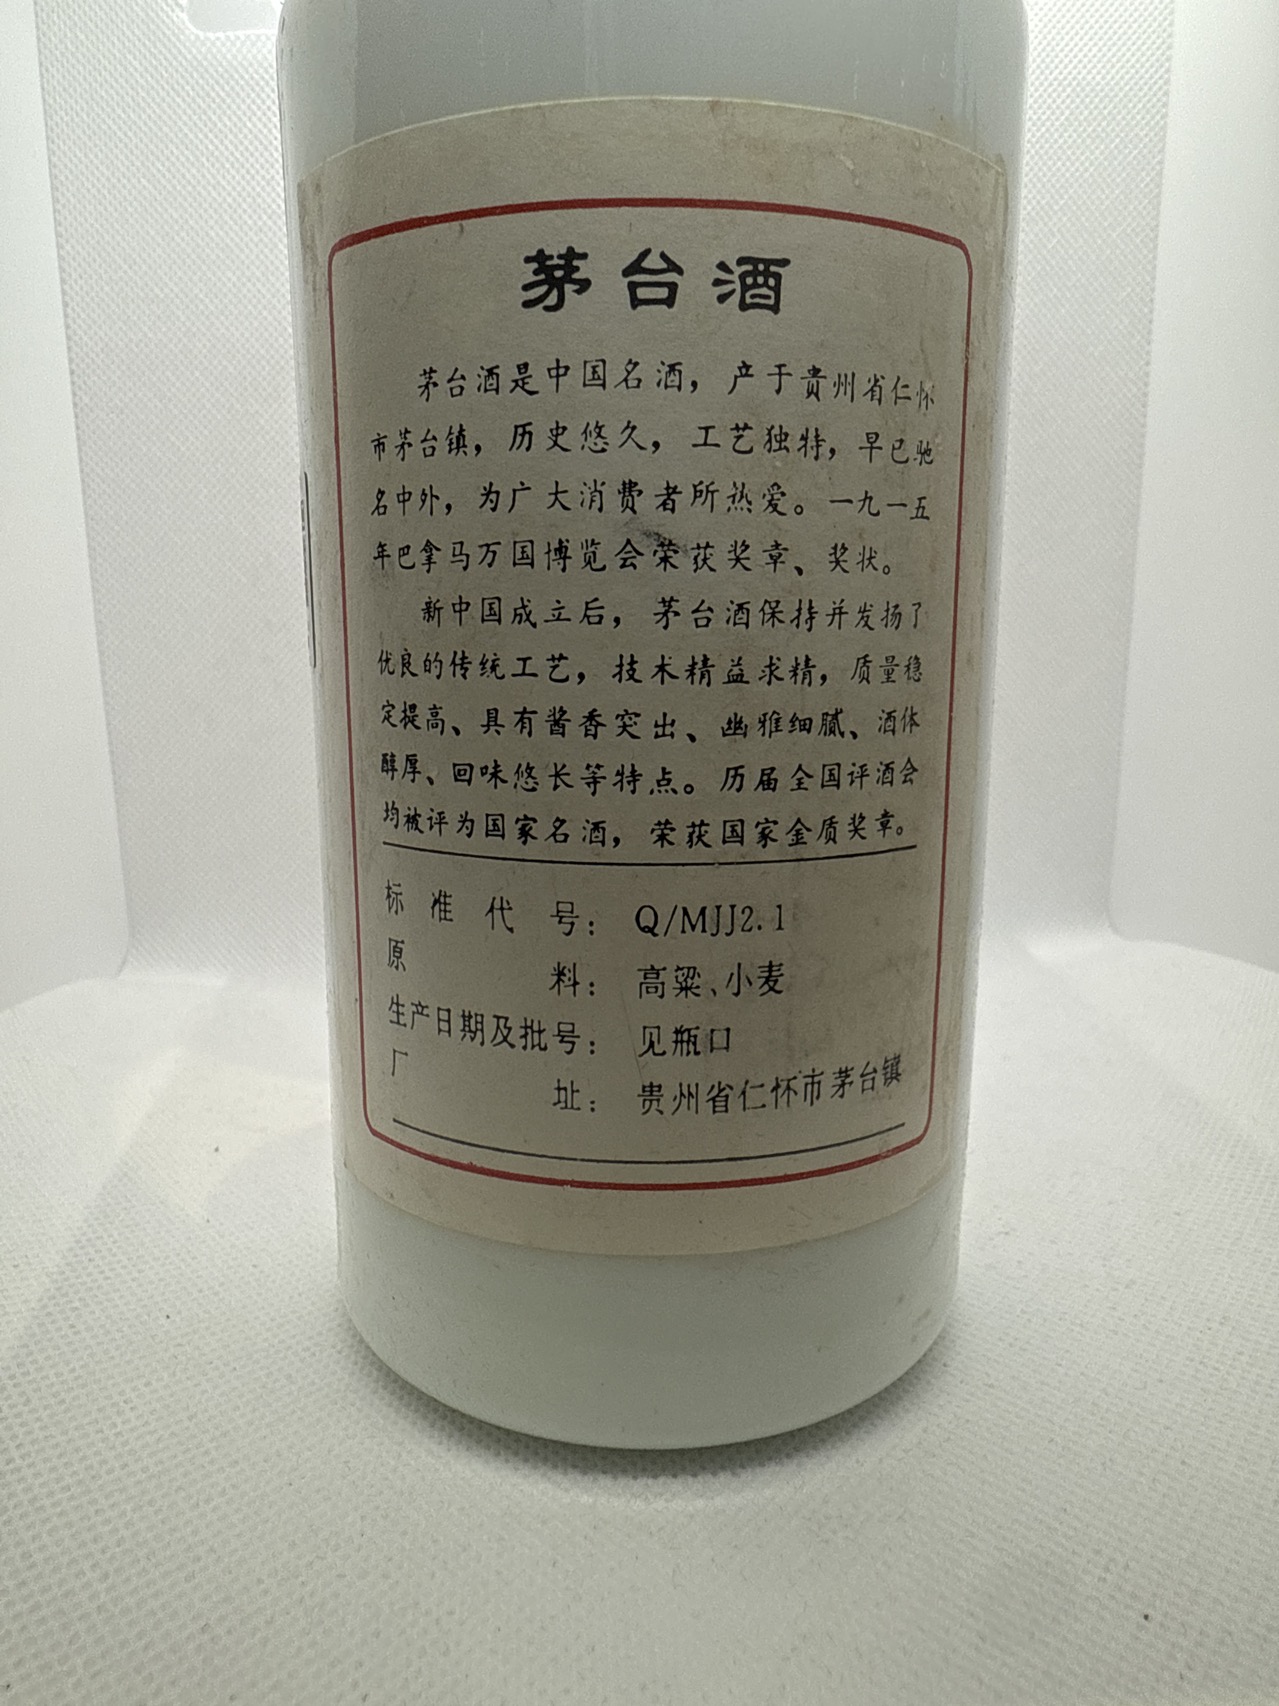 茅台酒
茅台酒是中国名酒，产于贵州省仁怀
市茅台镇，历史悠久，工艺独特，早已驰
名中外，为广大消费者所热爱。一九一五
年巴拿马万国博览会荣获奖章、奖状。
新中国成立后，茅台酒保持并发扬了
优良的传统工艺，技术精益求精，质量稳
定提高、具有酱香突出、幽雅细腻、酒体
醇厚、回味悠长等特点。历届全国评酒会
均被评为国家名酒，荣获国家金质奖章。
标准代号：Q/MJJ2.1
原料：高粱、小麦
生产日期及批号：见瓶口
厂址：贵州省仁怀市茅台镇